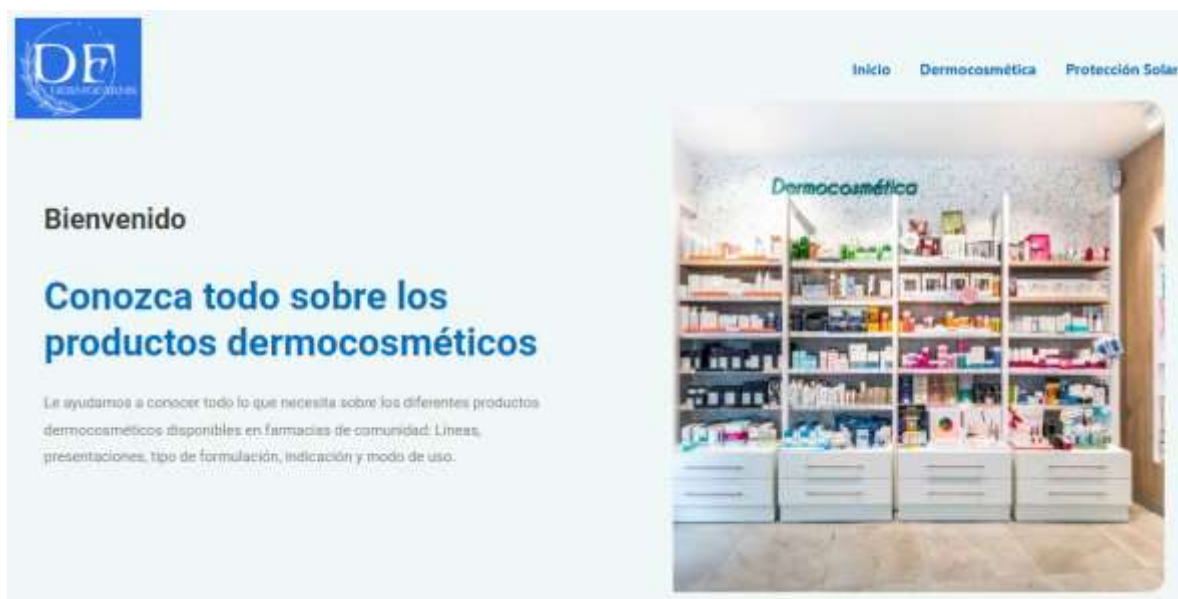 DF
Inicio Dermocosmética Protección Solar
Dermocosmética
Bienvenido
Conozca todo sobre los
productos dermocosméticos
Le ayudamos a conocer todo lo que necesita sobre los diferentes productos
dermocosméticos disponibles en farmacias de comunidad: Líneas,
presentaciones, tipo de formulación, indicación y modo de uso.